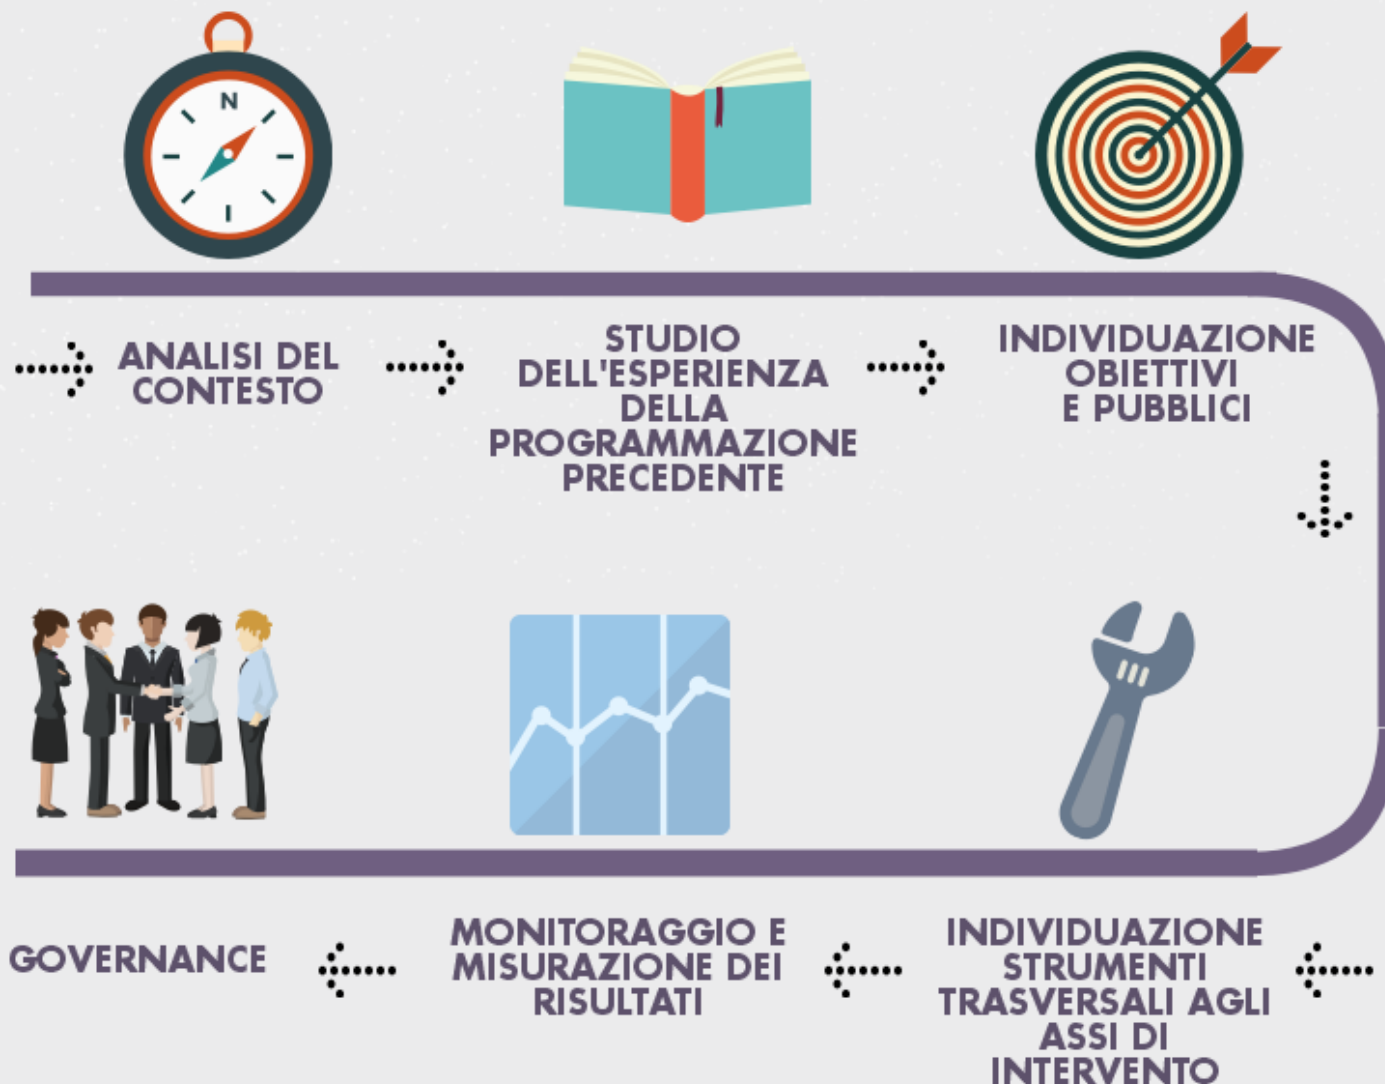 N
ANALISI DEL
CONTESTO
STUDIO
DELL'ESPERIENZA
DELLA
PROGRAMMAZIONE
PRECEDENTE
INDIVIDUAZIONE
OBIETTIVI
E PUBBLICI
INDIVIDUAZIONE
STRUMENTI
TRASVERSALI AGLI
ASSI DI
INTERVENTO
MONITORAGGIO E
MISURAZIONE DEI
RISULTATI
GOVERNANCE